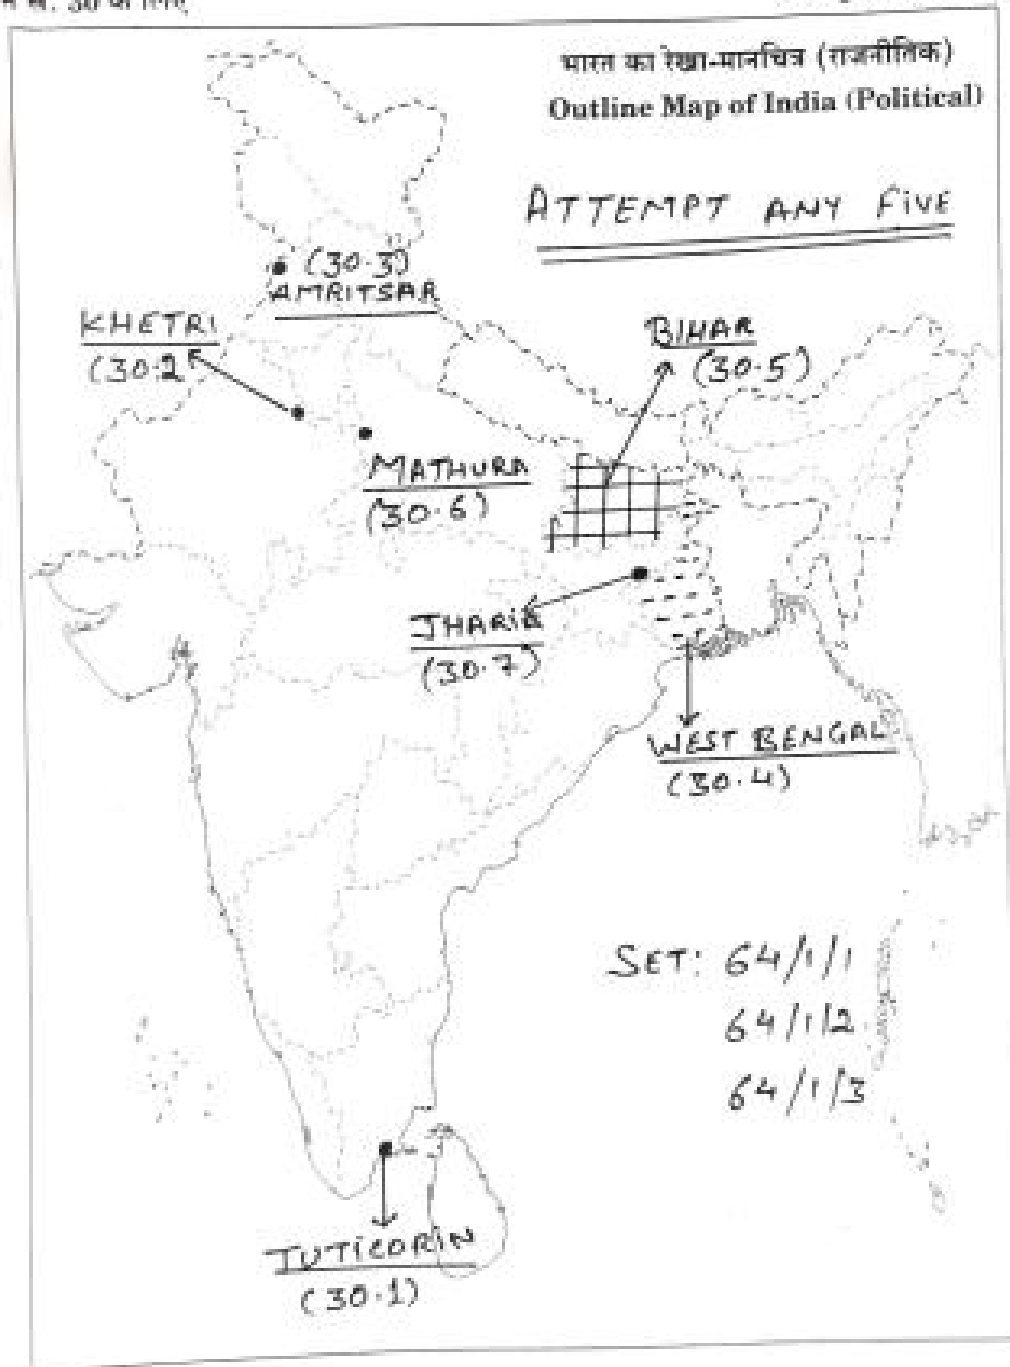 सं. 30 के लिए
भारत का रेखा-मानचित्र (राजनीतिक)
Outline Map of India (Political)
ATTEMPT ANY FIVE
(30.3)
AMRITSAR
KHETRI
(30.2
BIHAR
(30.5)
MATHURA
(30.6)
JHARIA
(30.7)
WEST BENGAL
(30.4)
SET: 64/1/1
64/1/2
64/1/3
TUTICORIN
(30.1)